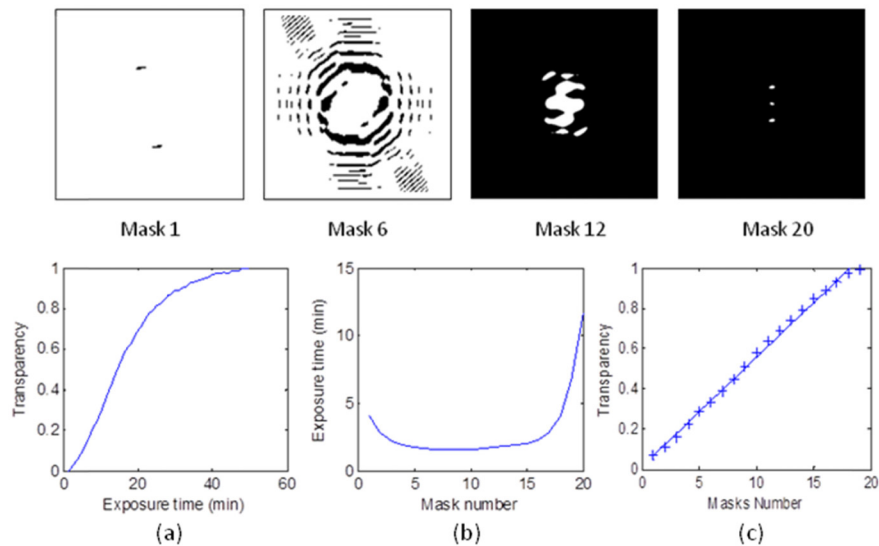 Mask 1
Mask 6
Mask 12
Mask 20
Transparency
1
0.8
0.6
0.4
0.2
0
0
20
40
60
Exposure time (min)
(a)
Exposure time (min)
15
10
5
0
0
5
10
15
20
Mask number
(b)
Transparency
1
0.8
0.6
0.4
0.2
0
0
5
10
15
20
Masks Number
(c)